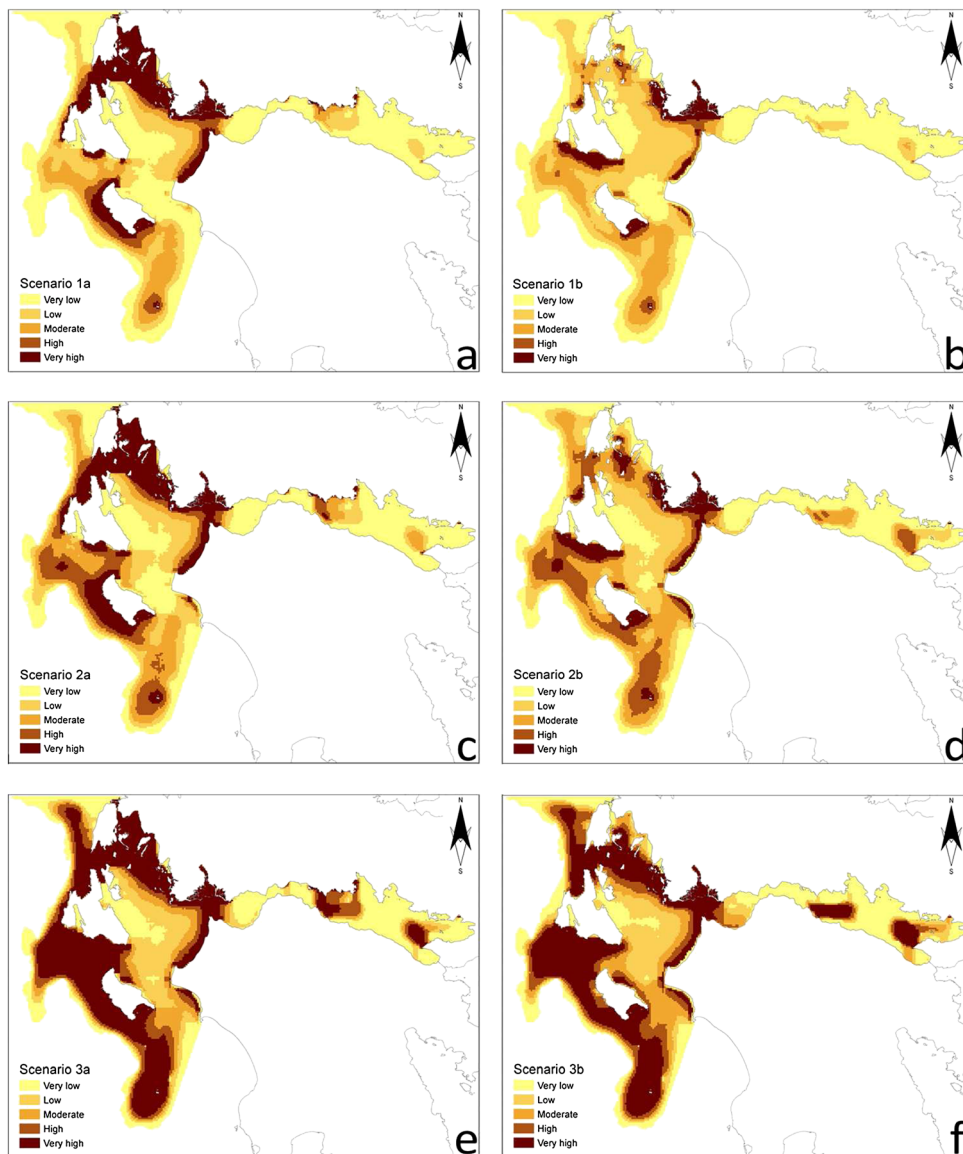 N
S
Scenario 1a
Very low
Low
Moderate
High
Very high
a
N
S
Scenario 1b
Very low
Low
Moderate
High
Very high
b
N
S
Scenario 2a
Very low
Low
Moderate
High
Very high
c
N
S
Scenario 2b
Very low
Low
Moderate
High
Very high
d
N
S
Scenario 3a
Very low
Low
Moderate
High
Very high
e
N
S
Scenario 3b
Very low
Low
Moderate
High
Very high
f